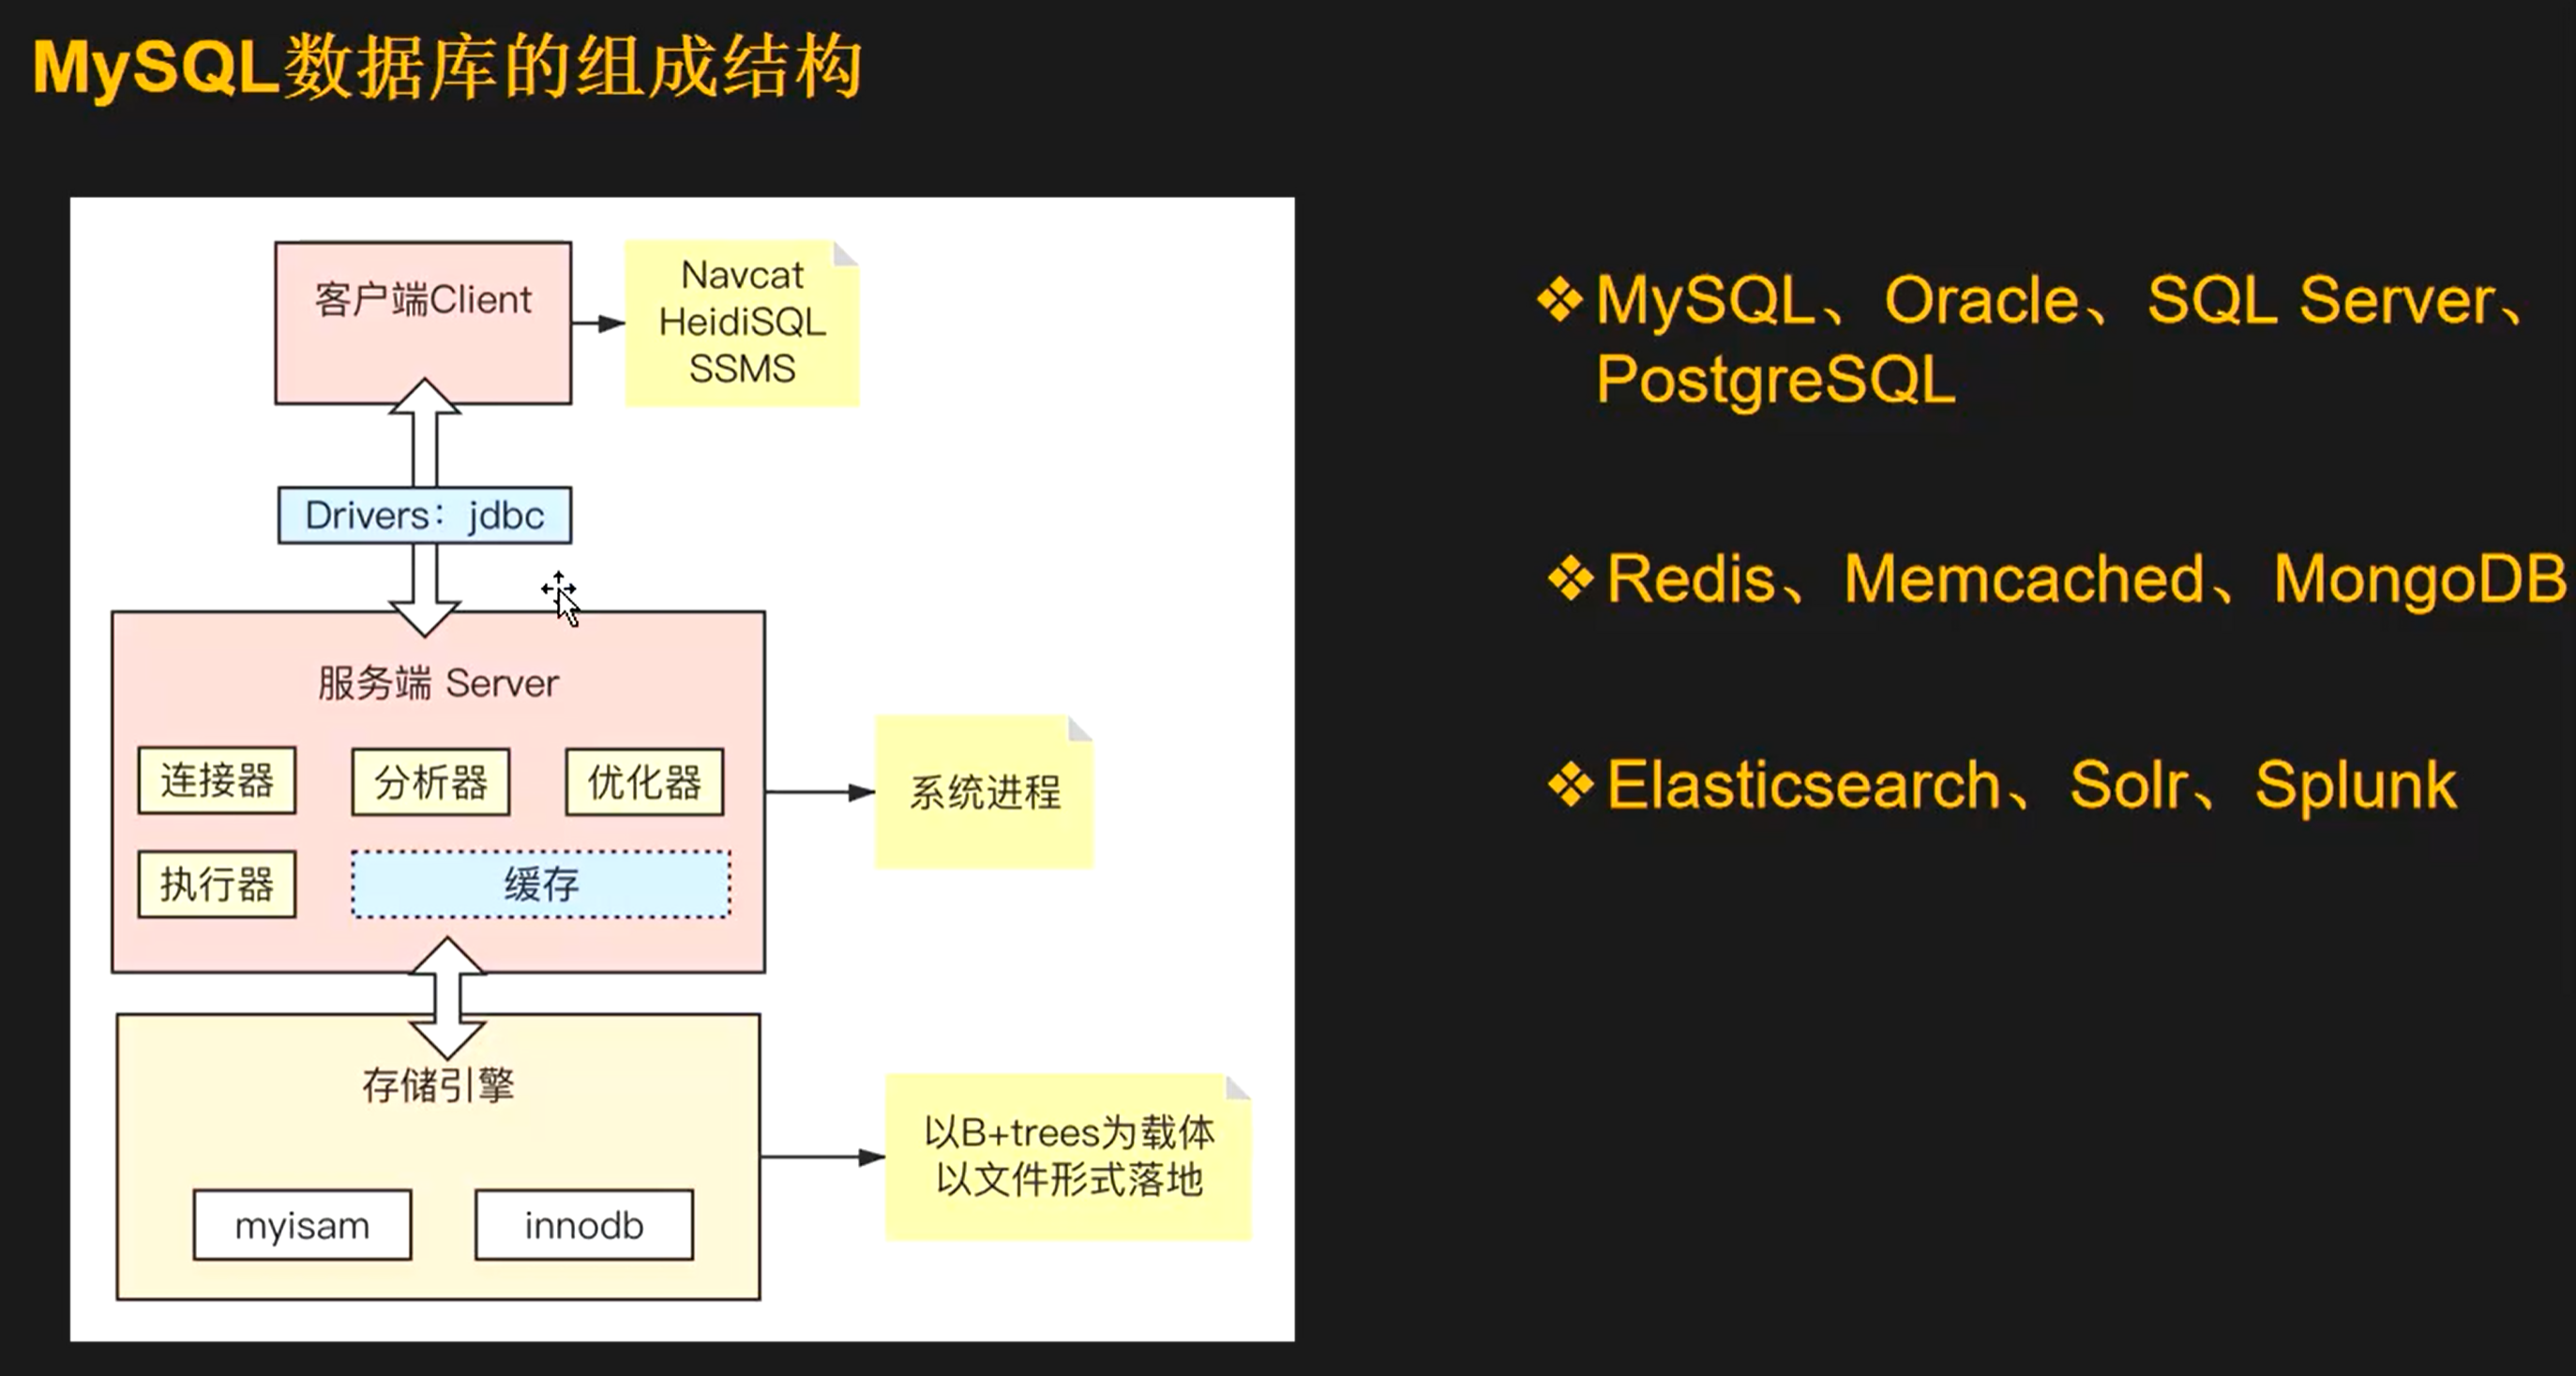 MySQL数据库的组成结构
客户端Client
Navcat
HeidiSQL
SSMS
Drivers：jdbc
服务端 Server
连接器
分析器
优化器
执行器
缓存
系统进程
存储引擎
myisam
innodb
以B+trees为载体
以文件形式落地
❖MySQL、Oracle、SQL Server、
PostgreSQL
❖Redis、Memcached、MongoDB
❖Elasticsearch、Solr、Splunk